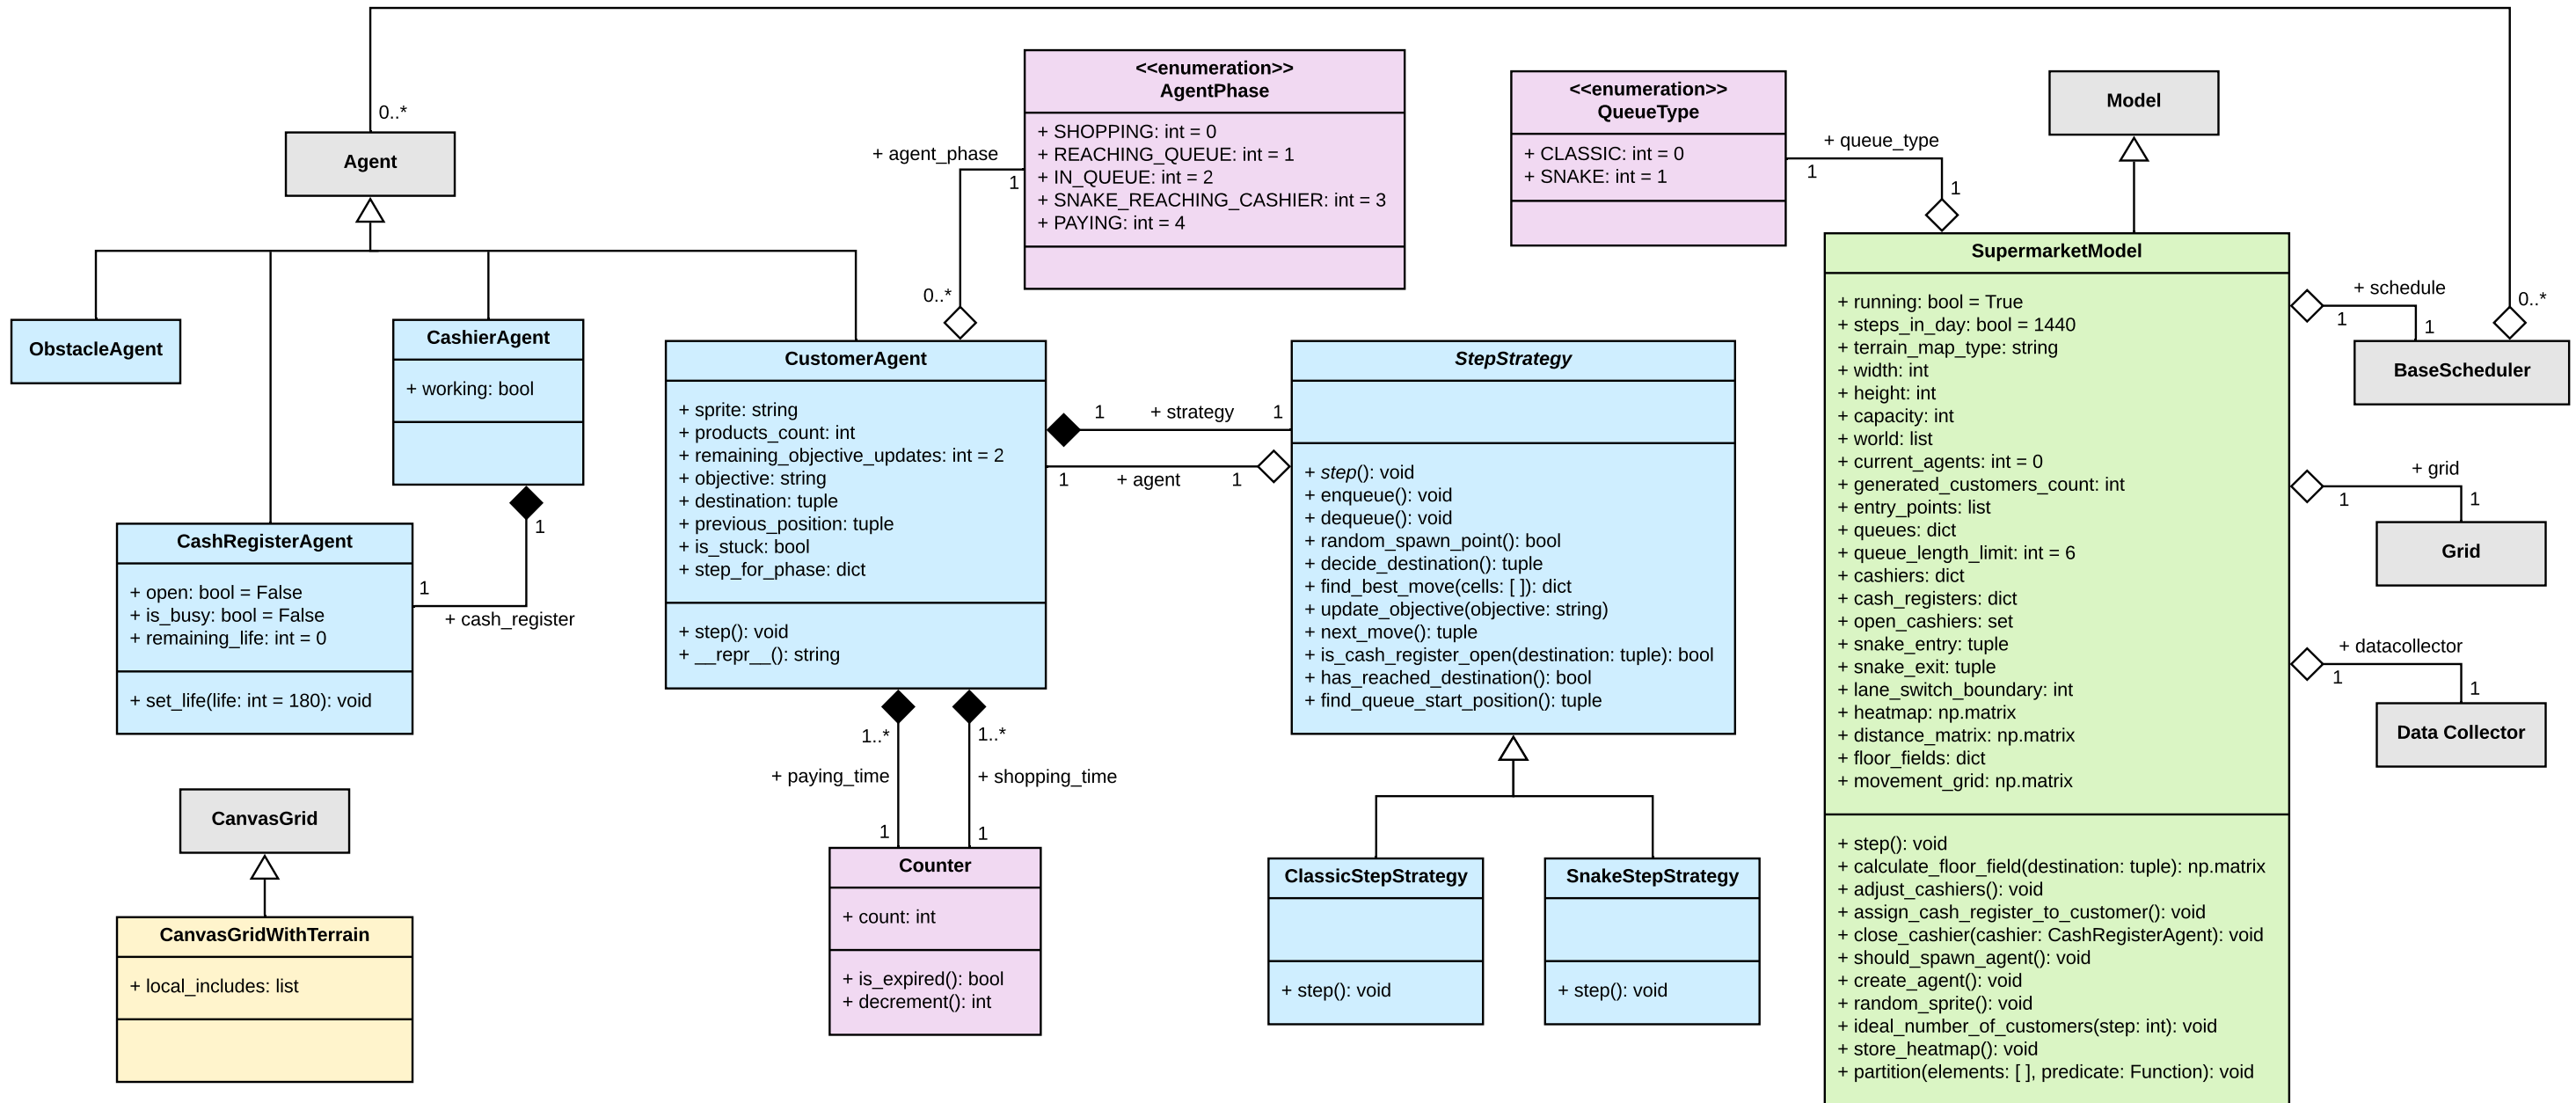 0..*
Agent
<<enumeration>>
AgentPhase
+ SHOPPING: int = 0
+ REACHING_QUEUE: int = 1
+ IN_QUEUE: int = 2
+ SNAKE_REACHING_CASHIER: int = 3
+ PAYING: int = 4
+ agent_phase
1
0..*
<<enumeration>>
QueueType
+ CLASSIC: int = 0
+ SNAKE: int = 1
+ queue_type
1
1
Model
ObstacleAgent
CashierAgent
+ working: bool
1
CashRegisterAgent
+ open: bool = False
+ is_busy: bool = False
+ remaining_life: int = 0
+ set_life(life: int = 180): void
1
+ cash_register
CustomerAgent
+ sprite: string
+ products_count: int
+ remaining_objective_updates: int = 2
+ objective: string
+ destination: tuple
+ previous_position: tuple
+ is_stuck: bool
+ step_for_phase: dict
+ step(): void
+ __repr__(): string
1
+ strategy
1
1
+ agent
1
StepStrategy
+ step(): void
+ enqueue(): void
+ dequeue(): void
+ random_spawn_point(): bool
+ decide_destination(): tuple
+ find_best_move(cells: [ ]): dict
+ update_objective(objective: string)
+ next_move(): tuple
+ is_cash_register_open(destination: tuple): bool
+ has_reached_destination(): bool
+ find_queue_start_position(): tuple
SupermarketModel
+ running: bool = True
+ steps_in_day: bool = 1440
+ terrain_map_type: string
+ width: int
+ height: int
+ capacity: int
+ world: list
+ current_agents: int = 0
+ generated_customers_count: int
+ entry_points: list
+ queues: dict
+ queue_length_limit: int = 6
+ cashiers: dict
+ cash_registers: dict
+ open_cashiers: set
+ snake_entry: tuple
+ snake_exit: tuple
+ lane_switch_boundary: int
+ heatmap: np.matrix
+ distance_matrix: np.matrix
+ floor_fields: dict
+ movement_grid: np.matrix
+ step(): void
+ calculate_floor_field(destination: tuple): np.matrix
+ adjust_cashiers(): void
+ assign_cash_register_to_customer(): void
+ close_cashier(cashier: CashRegisterAgent): void
+ should_spawn_agent(): void
+ create_agent(): void
+ random_sprite(): void
+ ideal_number_of_customers(step: int): void
+ store_heatmap(): void
+ partition(elements: [ ], predicate: Function): void
+ schedule
1
1
0..*
BaseScheduler
+ grid
1
1
Grid
+ datacollector
1
1
Data Collector
1..*
1..*
+ paying_time
+ shopping_time
1
1
Counter
+ count: int
+ is_expired(): bool
+ decrement(): int
ClassicStepStrategy
+ step(): void
SnakeStepStrategy
+ step(): void
CanvasGrid
CanvasGridWithTerrain
+ local_includes: list